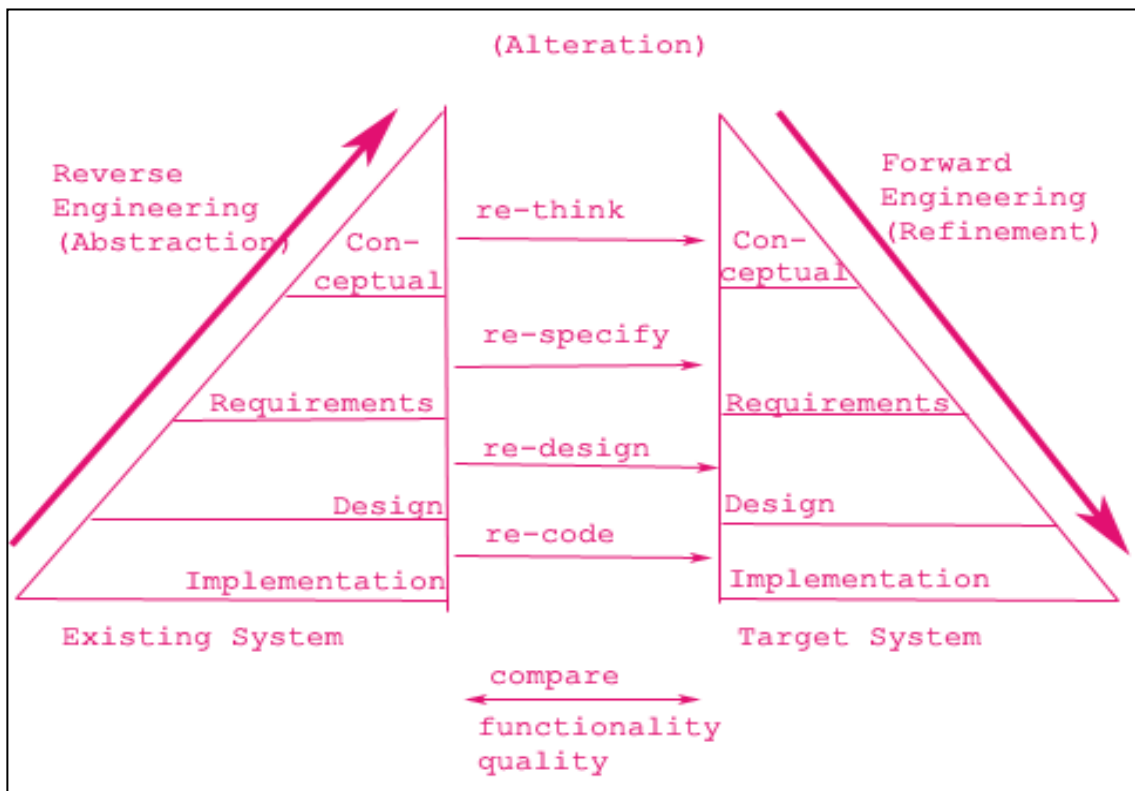 (Alteration)
Reverse
Engineering
(Abstraction)
Forward
Engineering
(Refinement)
re-think
Con-
ceptual
Con-
ceptual
re-specify
Requirements
Requirements
re-design
Design
Design
re-code
Implementation
Implementation
Existing System
Target System
compare
functionality
quality